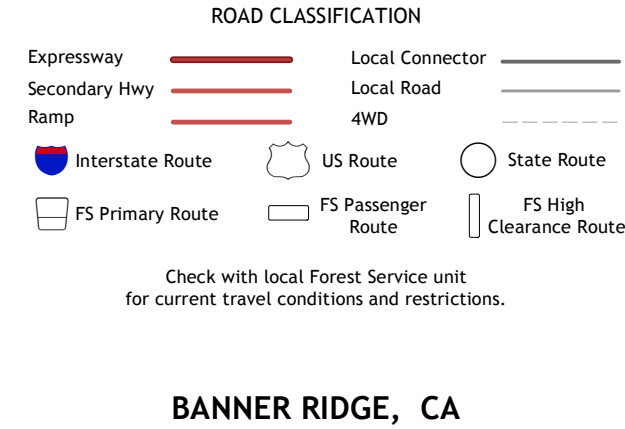 ROAD CLASSIFICATION
Expressway
Local Connector
Secondary Hwy
Local Road
Ramp
4WD
Interstate Route
US Route
State Route
FS Primary Route
FS Passenger
Route
FS High
Clearance Route
Check with local Forest Service unit
for current travel conditions and restrictions.
BANNER RIDGE, CA